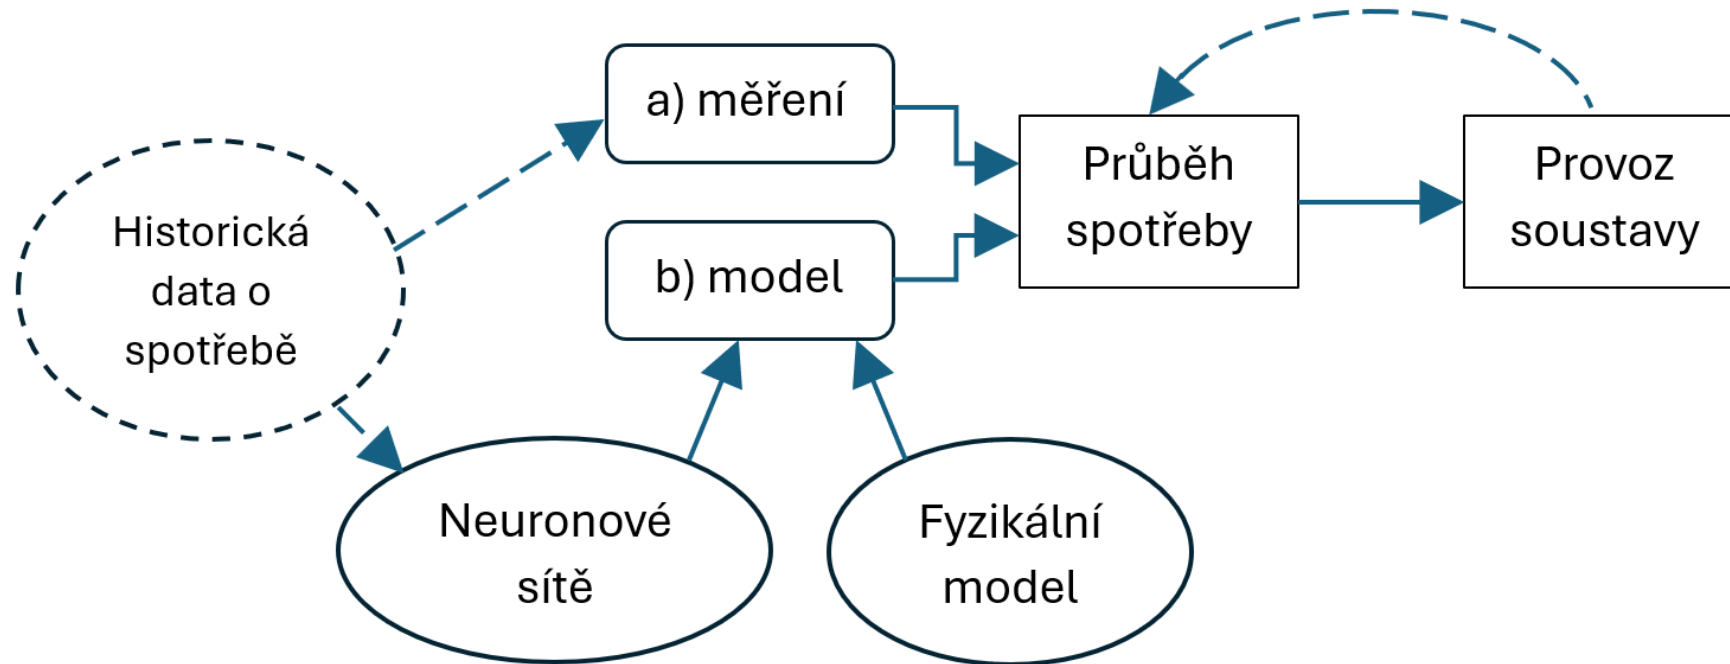 a) měření
Průběh
spotřeby
Provoz
soustavy
Historická
data o
spotřebě
b) model
Neuronové
sítě
Fyzikální
model